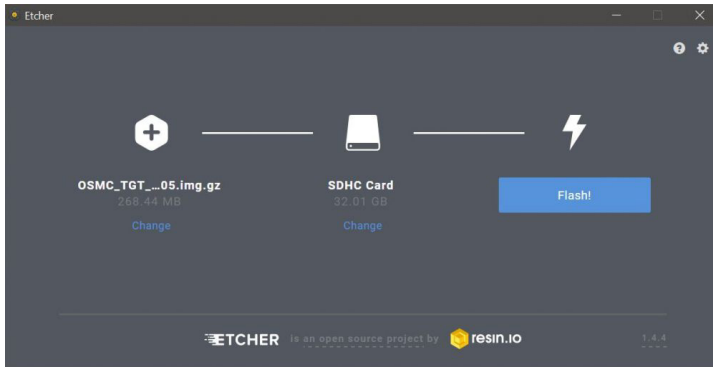 Etcher
OSMC_TGT_...05.img.gz
268.44 MB
Change
SDHC Card
32.01 GB
Change
Flash!
ETCHER is an open source project by resin.io
1.4.4